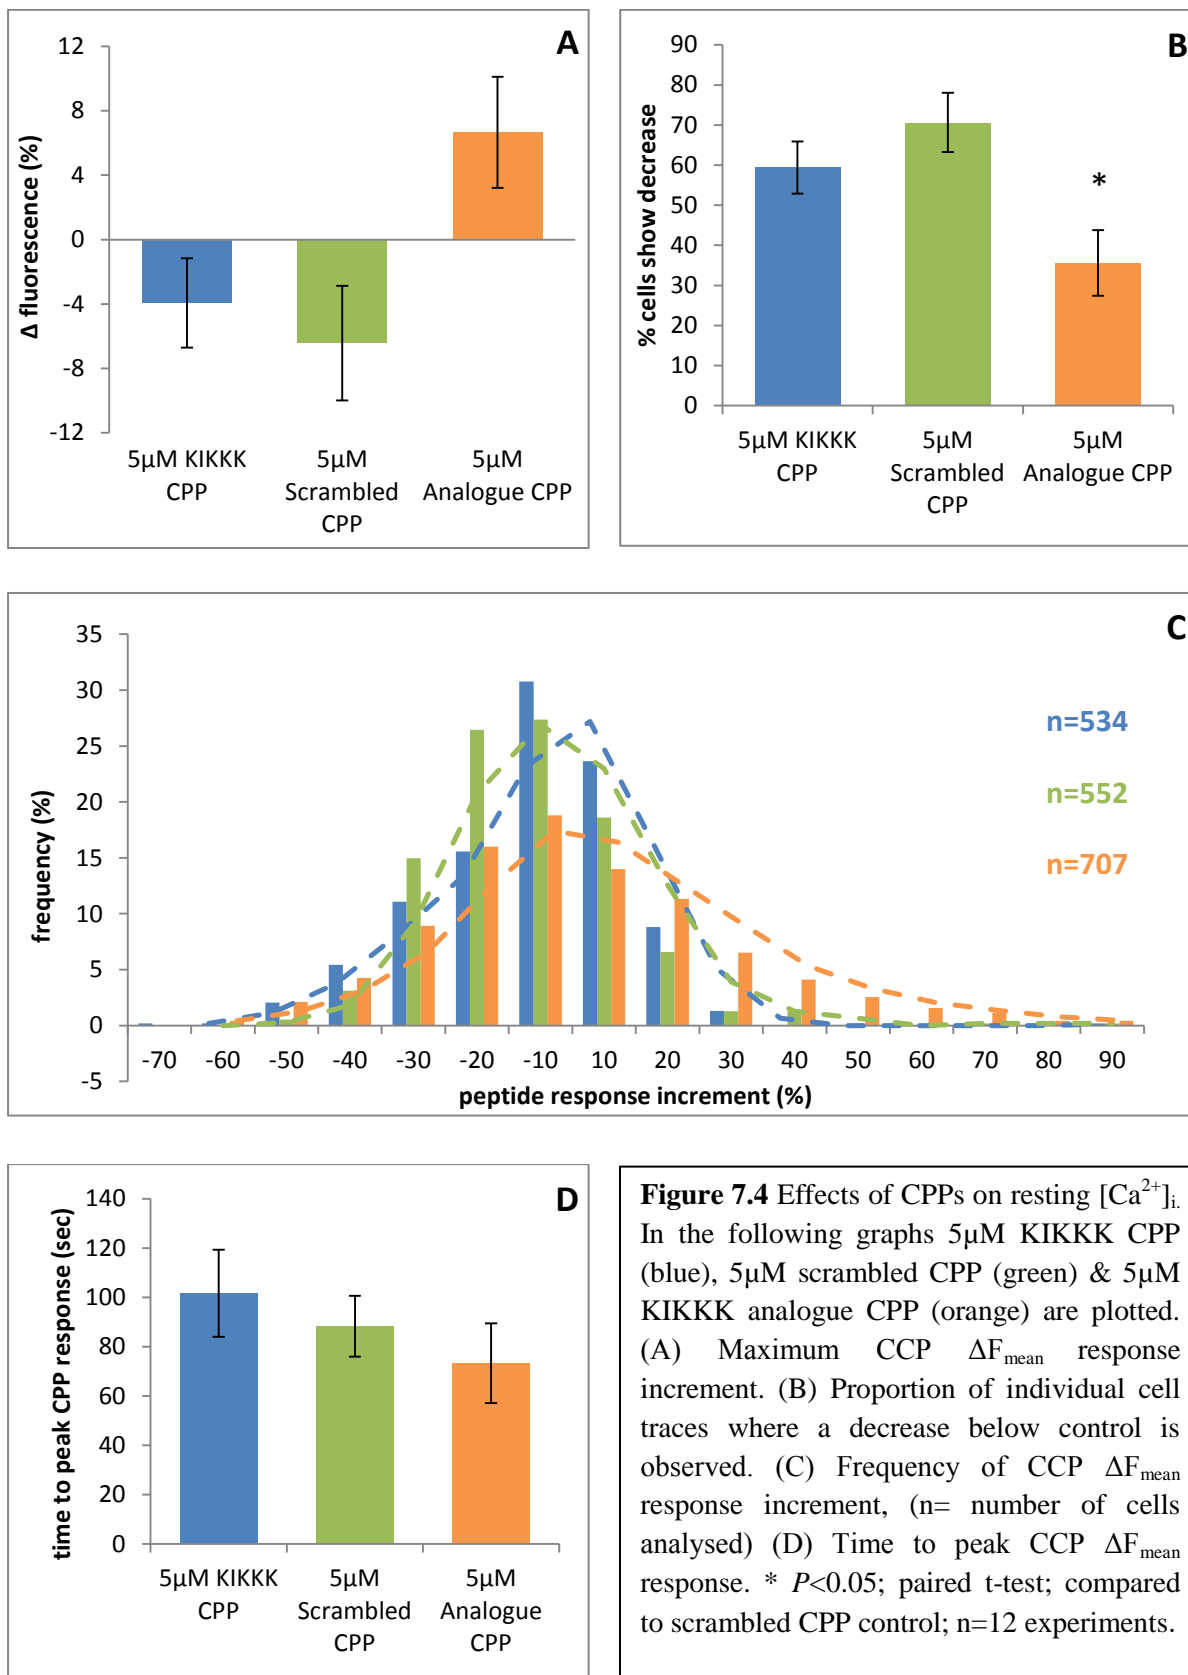 A
Δ fluorescence (%)
12
8
4
0
-4
-8
-12
5µM KIKKK
CPP
5µM
Scrambled
CPP
5µM
Analogue CPP
B
% cells show decrease
90
80
70
60
50
40
30
20
10
0
*
5µM KIKKK
CPP
5µM
Scrambled
CPP
5µM
Analogue CPP
C
frequency (%)
35
30
25
20
15
10
5
0
-5
n=534
n=552
n=707
-70 -60 -50 -40 -30 -20 -10 10 20 30 40 50 60 70 90
peptide response increment (%)
D
time to peak CPP response (sec)
140
120
100
80
60
40
20
0
5µM KIKKK
CPP
5µM
Scrambled
CPP
5µM
Analogue
CPP
Figure 7.4 Effects of CPPs on resting [Ca²⁺]ᵢ.
In the following graphs 5µM KIKKK CPP
(blue), 5µM scrambled CPP (green) & 5µM
KIKKK analogue CPP (orange) are plotted.
(A) Maximum CCP ΔFmean response
increment. (B) Proportion of individual cell
traces where a decrease below control is
observed. (C) Frequency of CCP ΔFmean
response increment, (n= number of cells
analysed) (D) Time to peak CCP ΔFmean
response. * P<0.05; paired t-test; compared
to scrambled CPP control; n=12 experiments.